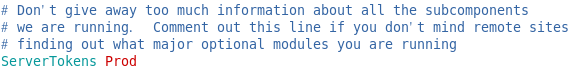 # Don't give away too much information about all the subcomponents
# we are running.  Comment out this line if you don't mind remote sites
# finding out what major optional modules you are running
ServerTokens Prod